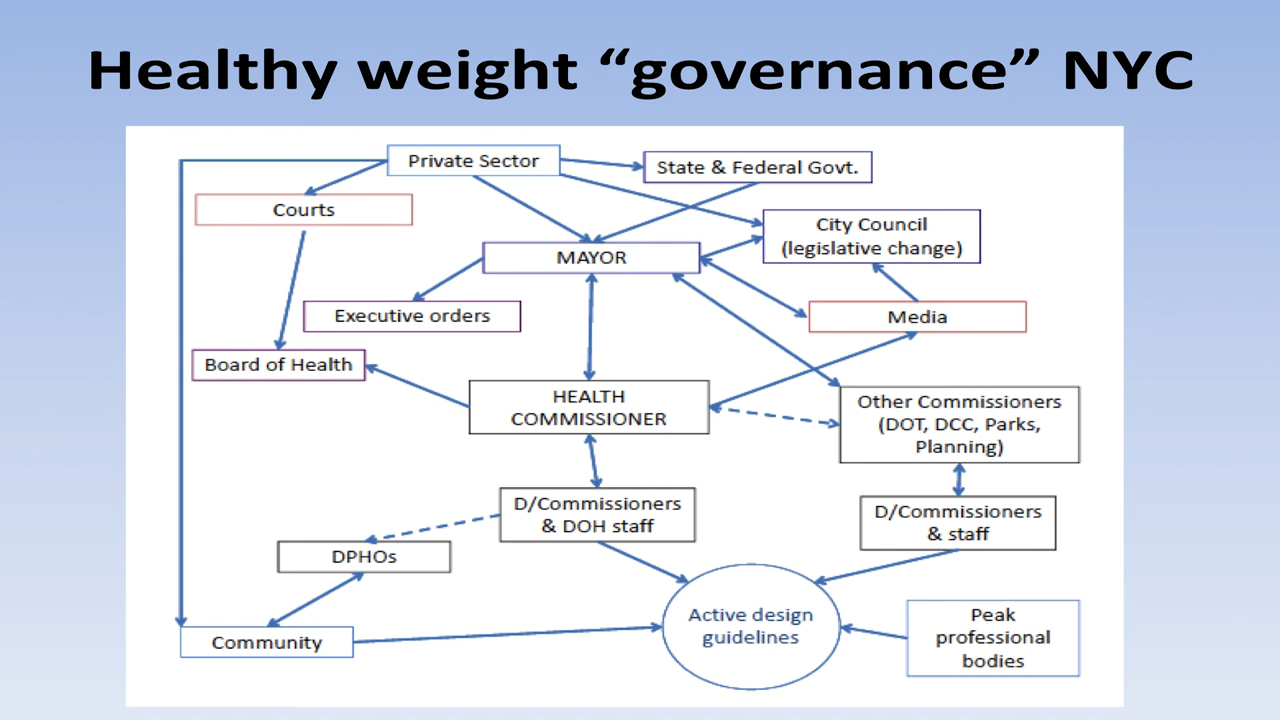 Healthy weight “governance” NYC
Private Sector
State & Federal Govt.
Courts
City Council
(legislative change)
MAYOR
Executive orders
Media
Board of Health
HEALTH
COMMISSIONER
Other Commissioners
(DOT, DCC, Parks,
Planning)
D/Commissioners
& DOH staff
D/Commissioners
& staff
DPHOs
Active design
guidelines
Peak
professional
bodies
Community